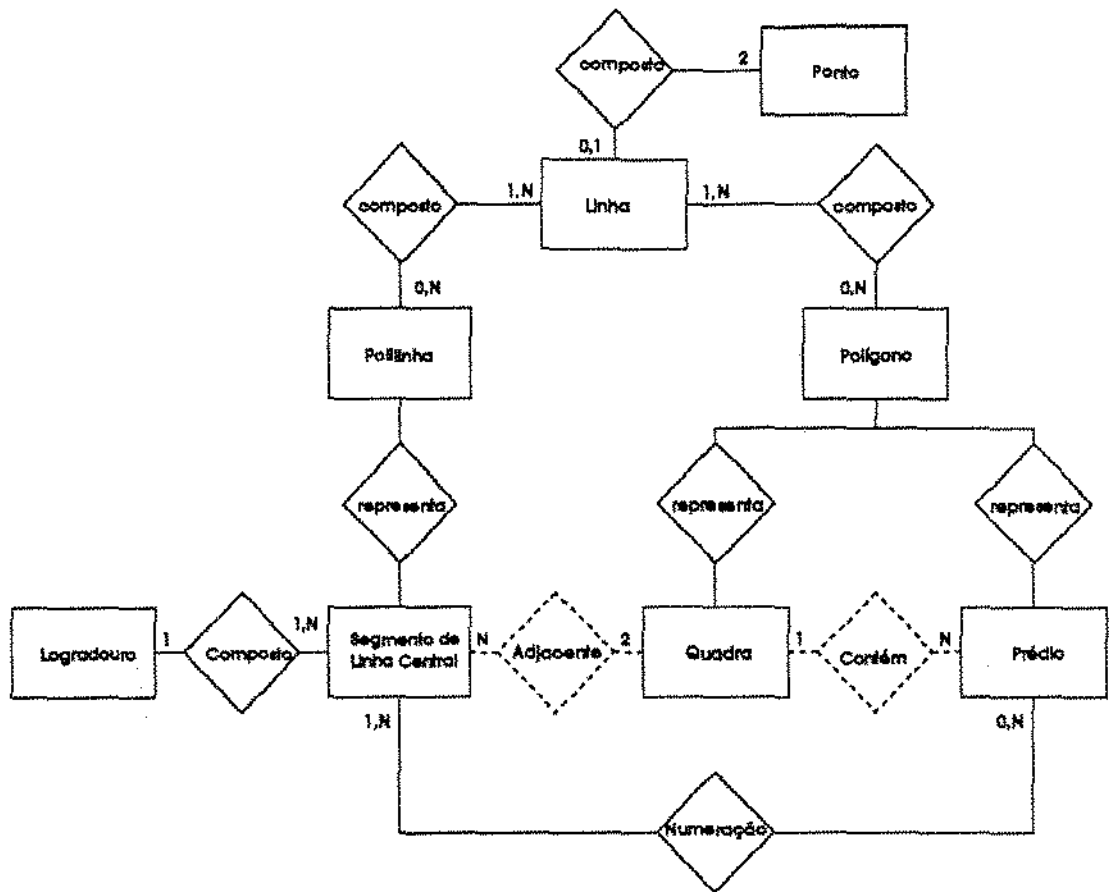 composto
2
Ponto
0,1
composto
1,N
Linha
1,N
composto
0,N
0,N
Polilinha
Polígono
representa
representa
representa
Logradouro
1
Composto
1,N
Segmento de
Linha Central
N
Adjacente
2
Quadra
1
Contém
N
Prédio
1,N
0,N
Numeração